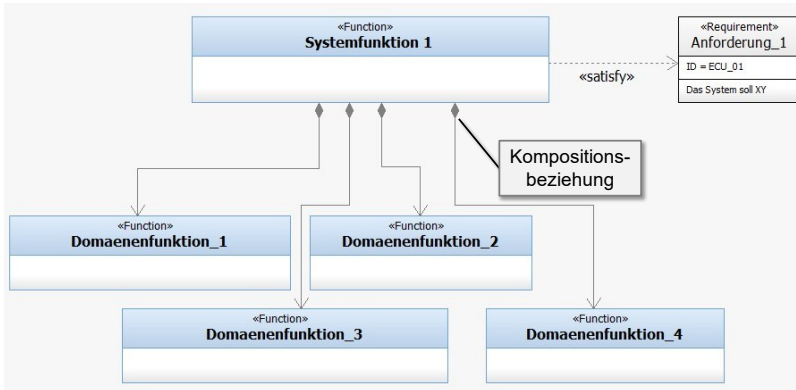 «Function»
Systemfunktion 1
«Requirement»
Anforderung_1
ID = ECU_01
Das System soll XY
«satisfy»
Kompositions-
beziehung
«Function»
Domaenenfunktion_1
«Function»
Domaenenfunktion_2
«Function»
Domaenenfunktion_3
«Function»
Domaenenfunktion_4